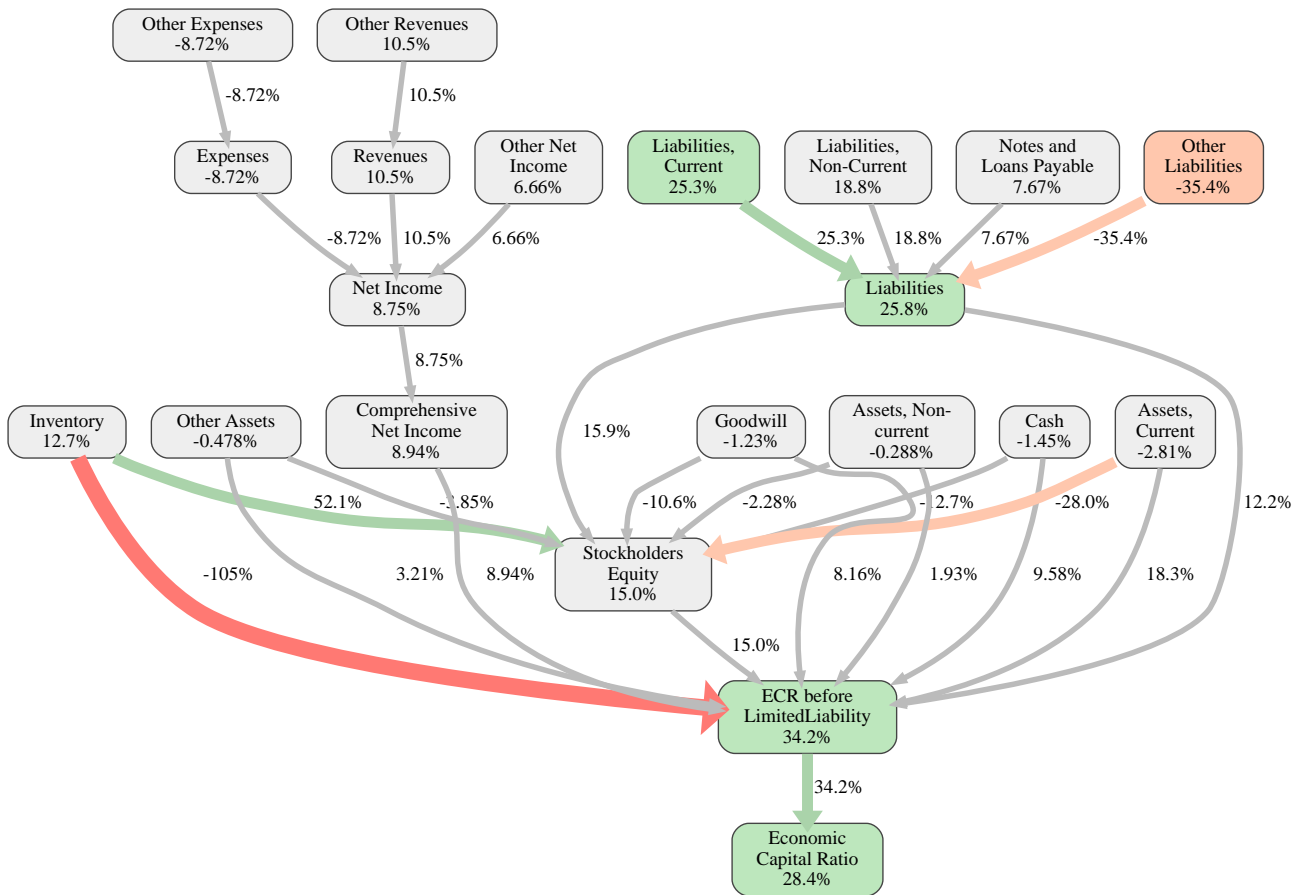 Other Expenses
-8.72%
Other Revenues
10.5%
-8.72%
10.5%
Expenses
-8.72%
Revenues
10.5%
Other Net
Income
6.66%
Liabilities,
Current
25.3%
Liabilities,
Non-Current
18.8%
Notes and
Loans Payable
7.67%
Other
Liabilities
-35.4%
-8.72%
10.5%
6.66%
25.3%
18.8%
7.67%
-35.4%
Net Income
8.75%
Liabilities
25.8%
8.75%
Inventory
12.7%
Other Assets
-0.478%
Comprehensive
Net Income
8.94%
15.9%
Goodwill
-1.23%
Assets, Non-
current
-0.288%
Cash
-1.45%
Assets,
Current
-2.81%
52.1%
-3.85%
-10.6%
-2.28%
-12.7%
-28.0%
12.2%
Stockholders
Equity
15.0%
-105%
3.21%
8.94%
8.16%
1.93%
9.58%
18.3%
15.0%
ECR before
LimitedLiability
34.2%
34.2%
Economic
Capital Ratio
28.4%